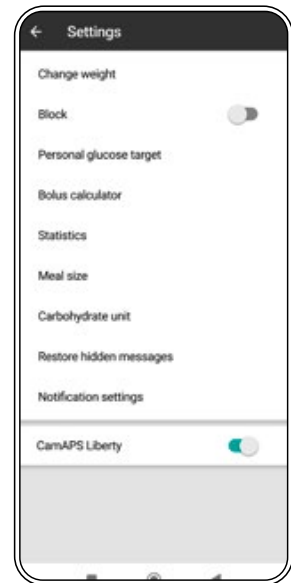 Settings
Change weight
Block
Personal glucose target
Bolus calculator
Statistics
Meal size
Carbohydrate unit
Restore hidden messages
Notification settings
CamAPS Liberty